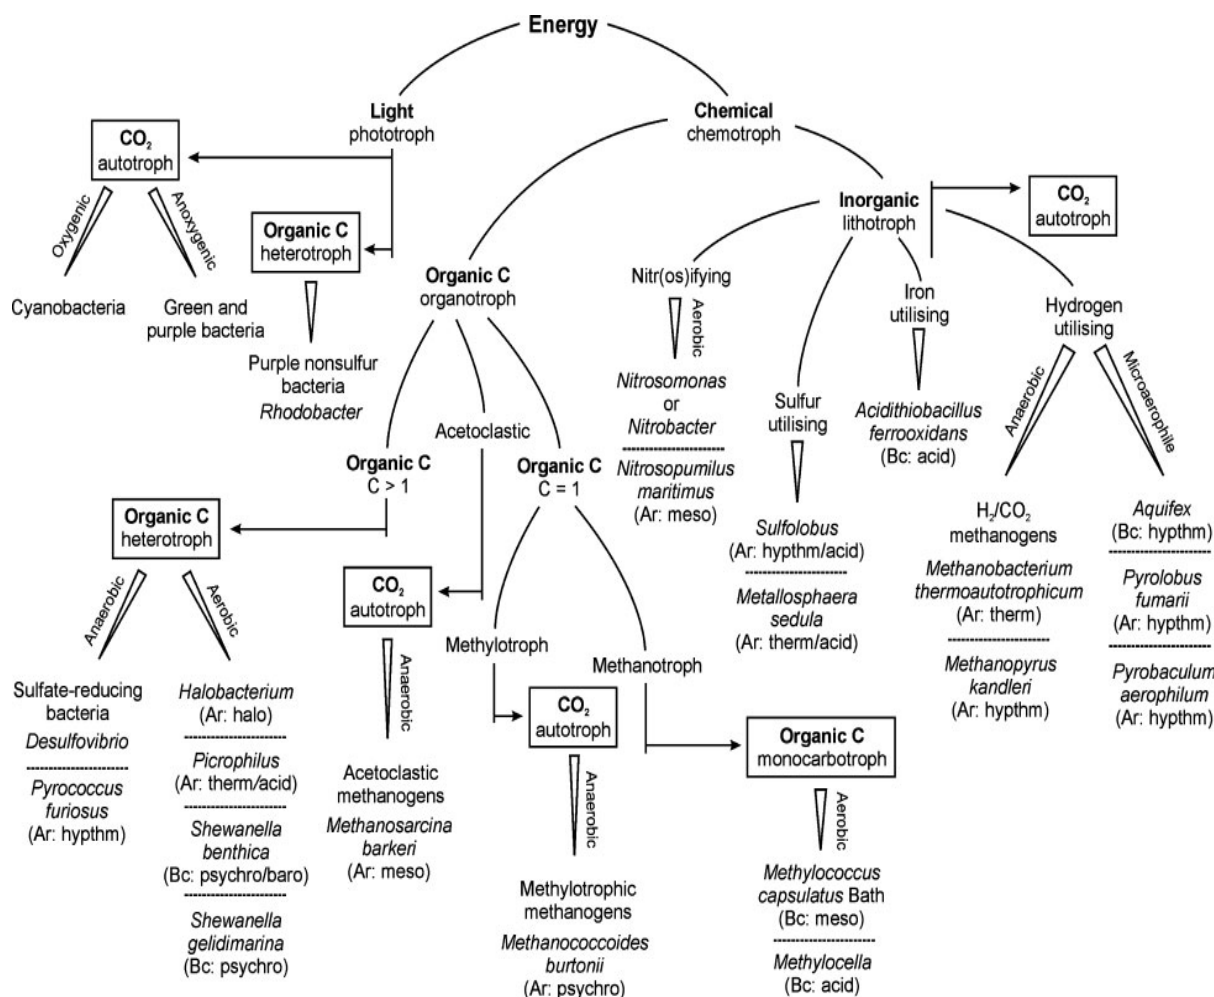 Energy
Light
phototroph
Chemical
chemotroph
CO₂
autotroph
Oxygenic
Anoxygenic
Cyanobacteria
Green and
purple bacteria
Organic C
heterotroph
Purple nonsulfur
bacteria
Rhodobacter
Organic C
organotroph
Inorganic
lithotroph
CO₂
autotroph
Organic C
C > 1
Acetoclastic
Organic C
C = 1
Organic C
heterotroph
Anaerobic
Aerobic
Sulfate-reducing
bacteria
Desulfovibrio
Pyrococcus
furiosus
(Ar: hypthm)
Halobacterium
(Ar: halo)
Picrophilus
(Ar: therm/acid)
Shewanella
benthica
(Bc: psychro/baro)
Shewanella
gelidimarina
(Bc: psychro)
CO₂
autotroph
Anaerobic
Acetoclastic
methanogens
Methanosarcina
barkeri
(Ar: meso)
Methylotroph
CO₂
autotroph
Anaerobic
Methylotrophic
methanogens
Methanococcoides
burtonii
(Ar: psychro)
Methanotroph
Organic C
monocarbotroph
Aerobic
Methylococcus
capsulatus Bath
(Bc: meso)
Methylocella
(Bc: acid)
Nitr(os)ifying
Aerobic
Nitrosomonas
or
Nitrobacter
Nitrosopumilus
maritimus
(Ar: meso)
Sulfur
utilising
Sulfolobus
(Ar: hypthm/acid)
Metallosphaera
sedula
(Ar: therm/acid)
Iron
utilising
Acidithiobacillus
ferrooxidans
(Bc: acid)
Hydrogen
utilising
Anaerobic
Microaerophile
H₂/CO₂
methanogens
Methanobacterium
thermoautotrophicum
(Ar: therm)
Methanopyrus
kandleri
(Ar: hypthm)
Aquifex
(Bc: hypthm)
Pyrolobus
fumarii
(Ar: hypthm)
Pyrobaculum
aerophilum
(Ar: hypthm)